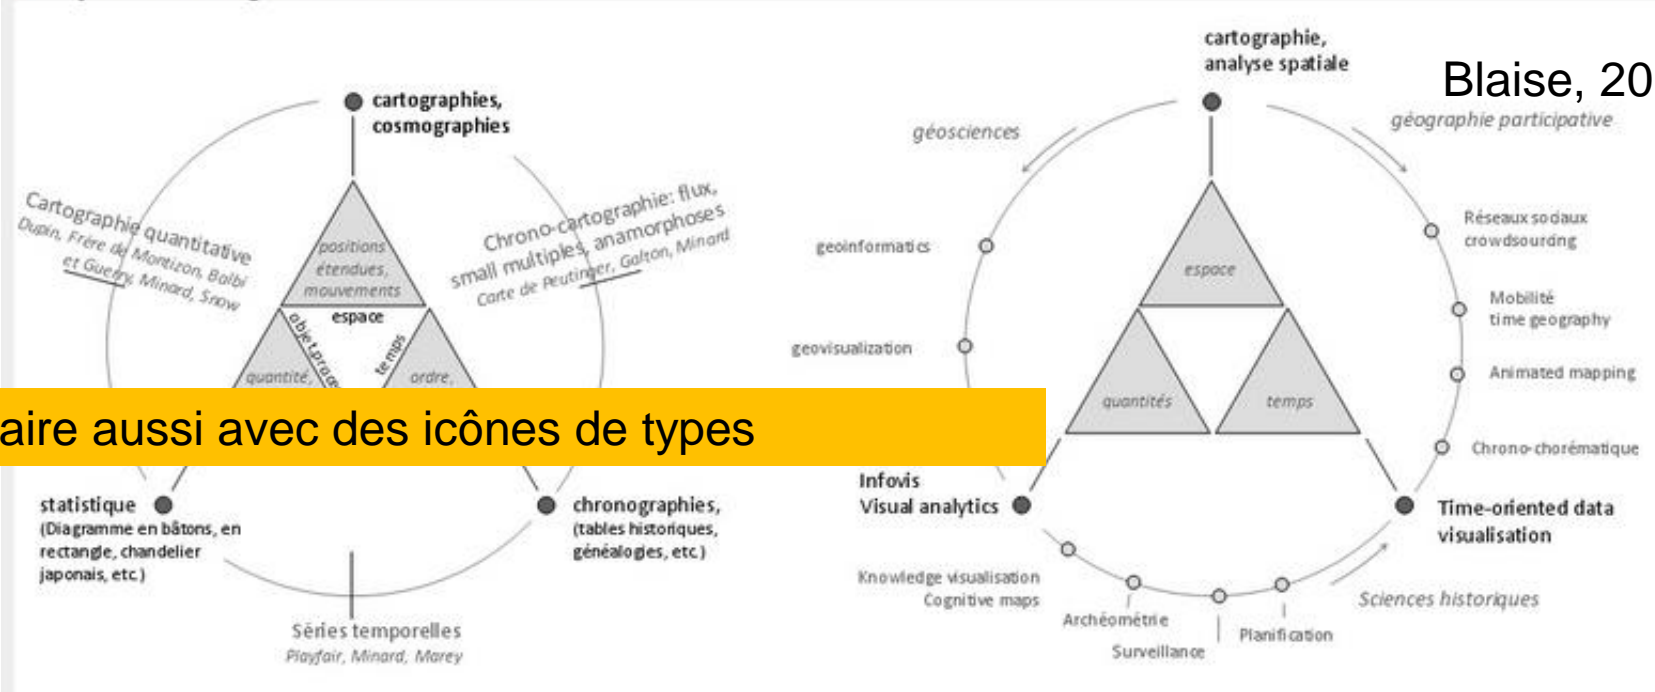 cartographies,
cosmographies
Cartographie quantitative
Dupin, Frère de Montizon, Balbi
et Guerry, Minard, Snow
Chrono-cartographie: flux,
small multiples, anamorphoses
Carte de Peutinger, Galton, Minard
positions
étendues,
mouvements
espace
temps
quantité,
ordre,
aire aussi avec des icônes de types
statistique
(Diagramme en bâtons, en
rectangle, chandelier
japonais, etc.)
chronographies,
(tables historiques,
généalogies, etc.)
Séries temporelles
Playfair, Minard, Marey
cartographie,
analyse spatiale
Blaise, 20
géosciences
géographie participative
geoinformatics
geovisualization
Réseaux sociaux
crowdsourcing
Mobilité
time geography
Animated mapping
Chrono-chorématique
espace
quantités
temps
Infovis
Visual analytics
Time-oriented data
visualisation
Knowledge visualisation
Cognitive maps
Archéométrie
Surveillance
Planification
Sciences historiques